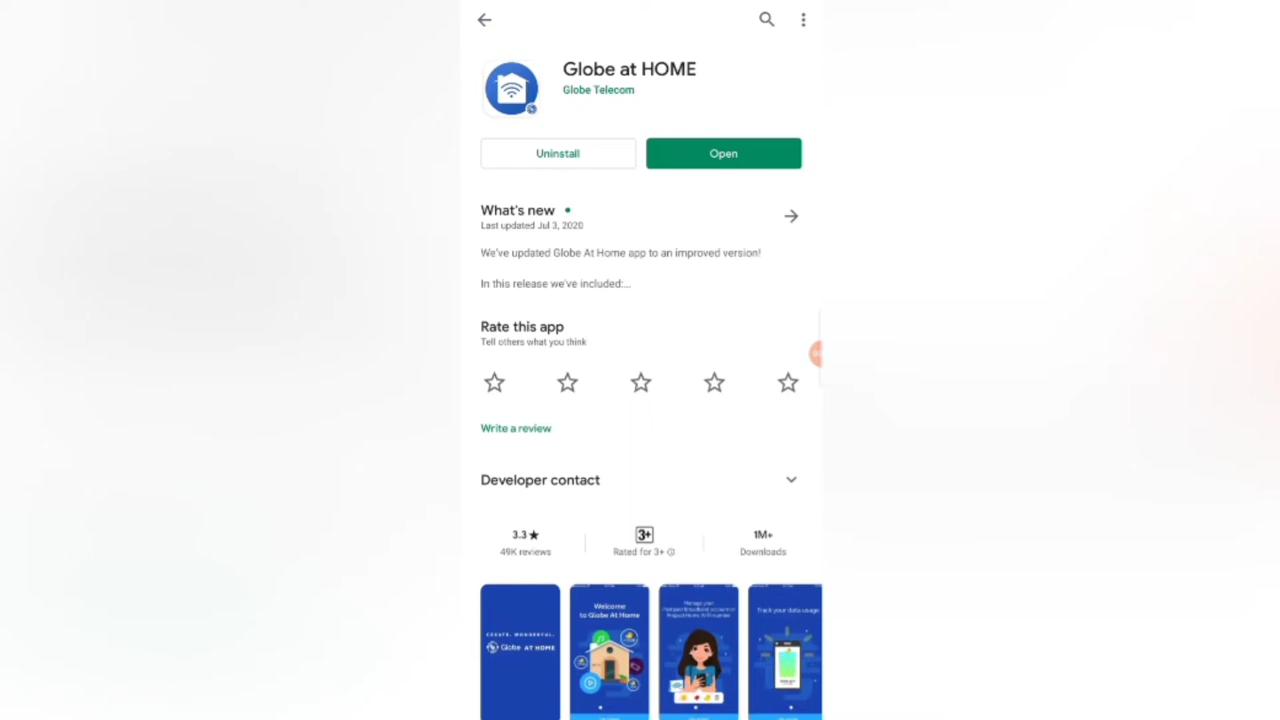 Globe at HOME
Globe Telecom
Uninstall
Open
What's new
Last updated Jul 3, 2020
We've updated Globe At Home app to an improved version!
In this release we've included:...
Rate this app
Tell others what you think
Write a review
Developer contact
3.3★
49K reviews
3+
Rated for 3+
1M+
Downloads
CREATE. WONDERFUL.
Globe AT HOME
Welcome
to Globe At Home
Manage your
Track your data usage